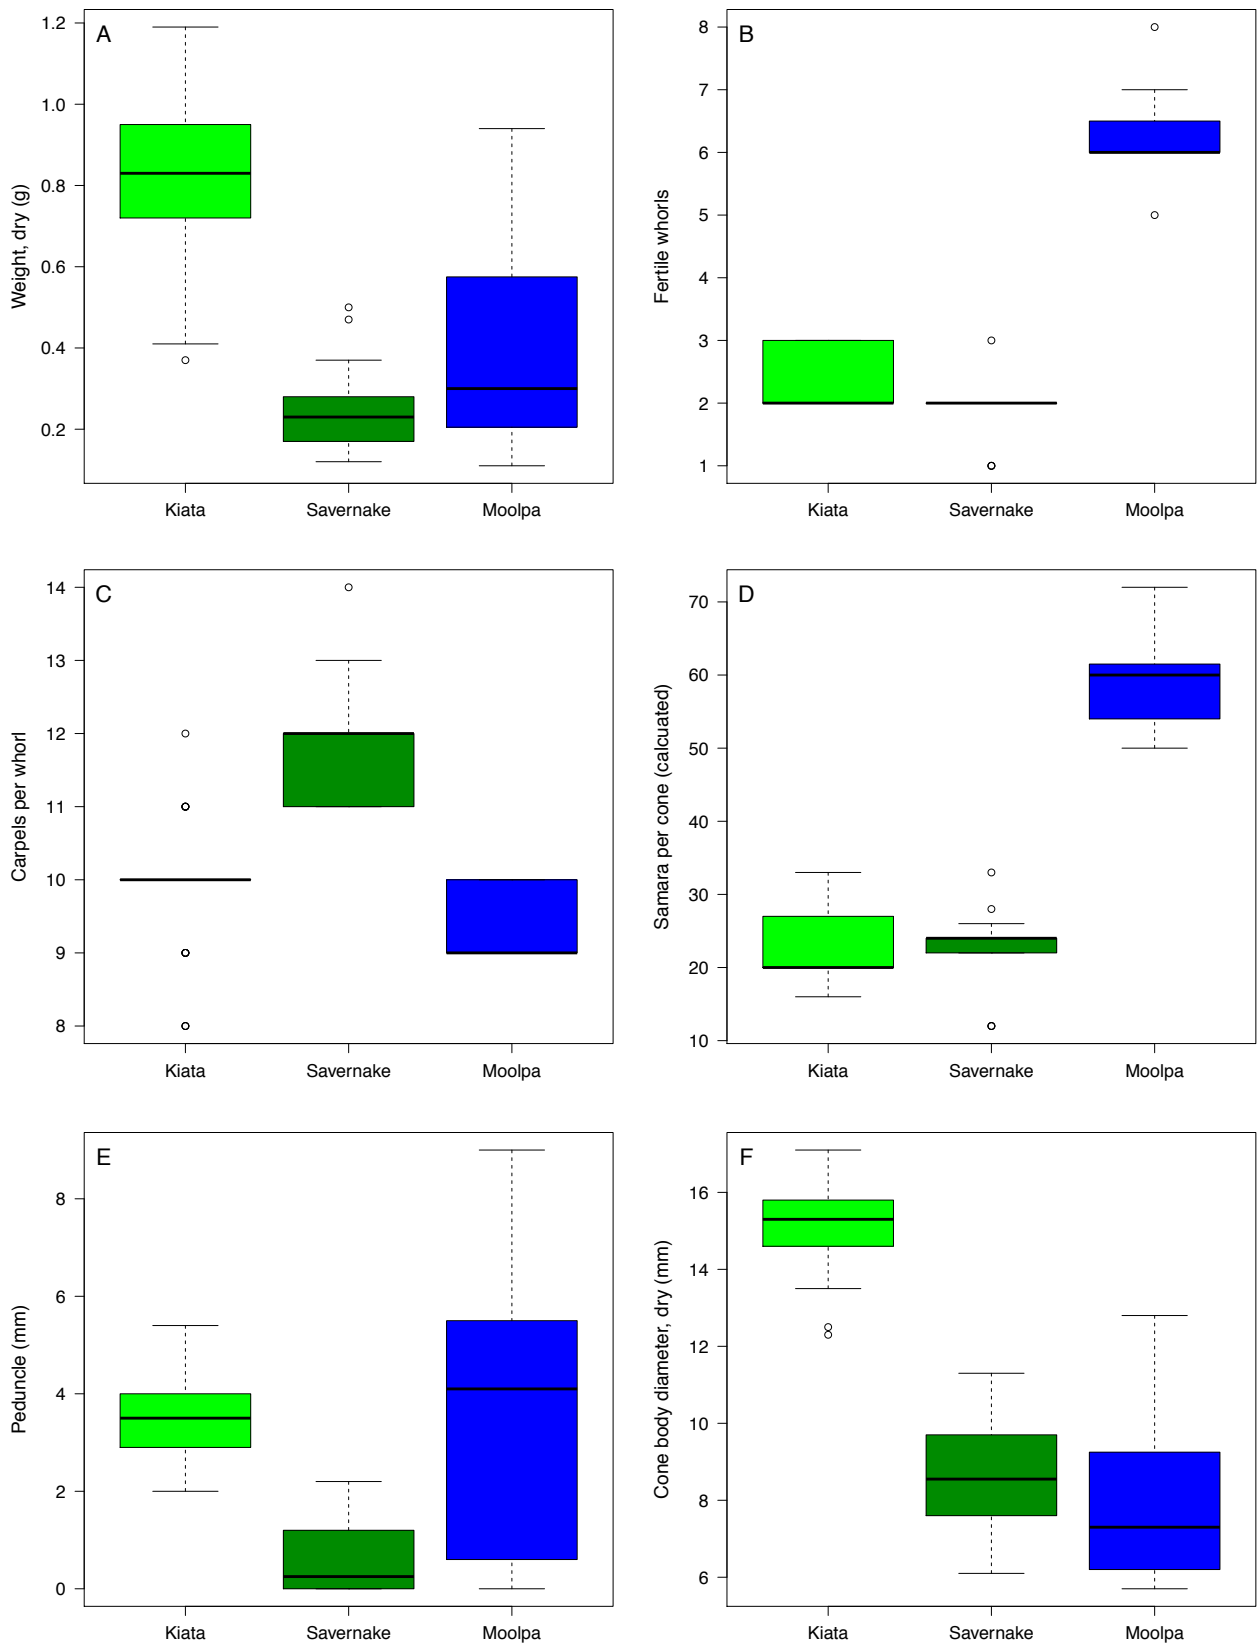 A
Weight, dry (g)
1.2
1.0
0.8
0.6
0.4
0.2
Kiata Savernake Moolpa
B
Fertile whorls
8
7
6
5
4
3
2
1
Kiata Savernake Moolpa
C
Carpels per whorl
14
13
12
11
10
9
8
Kiata Savernake Moolpa
D
Samara per cone (calcuated)
70
60
50
40
30
20
10
Kiata Savernake Moolpa
E
Peduncle (mm)
8
6
4
2
0
Kiata Savernake Moolpa
F
Cone body diameter, dry (mm)
16
14
12
10
8
6
Kiata Savernake Moolpa